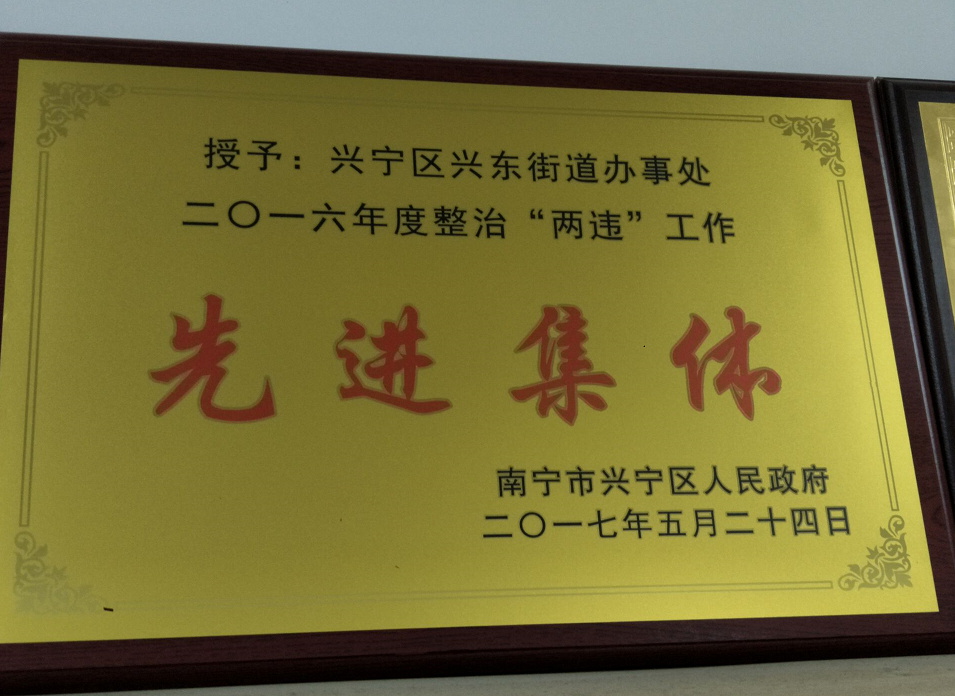 授予：兴宁区兴东街道办事处
二〇一六年度整治“两违”工作
先进集体
南宁市兴宁区人民政府
二〇一七年五月二十四日